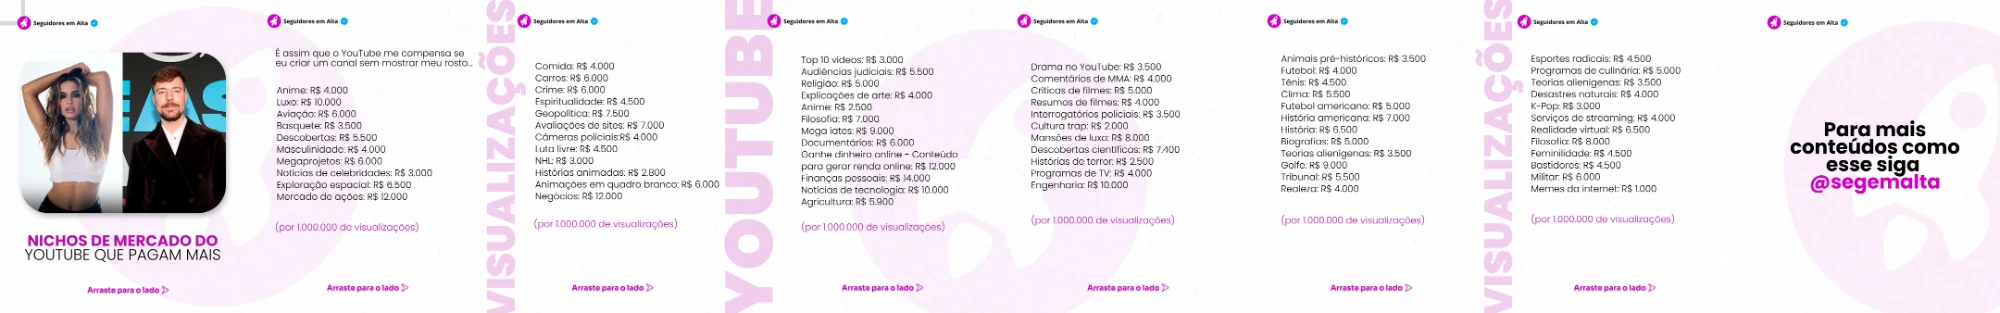 Seguidores em Alta
NICHOS DE MERCADO DO
YOUTUBE QUE PAGAM MAIS
Arraste para o lado
Seguidores em Alta
É assim que o YouTube me compensa se
eu criar um canal sem mostrar meu rosto...
Anime: R$ 4.000
Luxo: R$ 10.000
Aviação: R$ 6.000
Basquete: R$ 3.500
Descobertas: R$ 5.500
Masculinidade: R$ 4.000
Megaprojetos: R$ 6.000
Notícias de celebridades: R$ 3.000
Exploração espacial: R$ 6.500
Mercado de ações: R$ 12.000
(por 1.000.000 de visualizações)
Arraste para o lado
VISUALIZAÇÕES
Seguidores em Alta
Comida: R$ 4.000
Carros: R$ 6.000
Crime: R$ 6.000
Espiritualidade: R$ 4.500
Geopolítica: R$ 7.500
Avaliações de sites: R$ 7.000
Câmeras policiais:R$ 4.000
Luta livre: R$ 4.500
NHL: R$ 3.000
Histórias animadas: R$ 2.800
Animações em quadro branco: R$ 6.000
Negócios: R$ 12.000
(por 1.000.000 de visualizações)
Arraste para o lado
YOUTUBE
Seguidores em Alta
Top 10 vídeos: R$ 3.000
Audiências judiciais: R$ 5.500
Religião: R$ 5.000
Explicações de arte: R$ 4.000
Anime: R$ 2.500
Filosofia: R$ 7.000
Mega iates: R$ 9.000
Documentários: R$ 6.000
Ganhe dinheiro online - Conteúdo
para gerar renda online: R$ 12.000
Finanças pessoais: R$ 14.000
Notícias de tecnologia: R$ 10.000
Agricultura: R$ 5.900
(por 1.000.000 de visualizações)
Arraste para o lado
Seguidores em Alta
Drama no YouTube: R$ 3.500
Comentários de MMA: R$ 4.000
Críticas de filmes: R$ 5.000
Resumos de filmes: R$ 4.000
Interrogatórios policiais: R$ 3.500
Cultura trap: R$ 2.000
Mansões de luxo: R$ 8.000
Descobertas científicas: R$ 7.400
Histórias de terror: R$ 2.500
Programas de TV: R$ 4.000
Engenharia: R$ 10.000
(por 1.000.000 de visualizações)
Arraste para o lado
Seguidores em Alta
Animais pré-históricos: R$ 3.500
Futebol: R$ 4.000
Tênis: R$ 4.500
Clima: R$ 5.500
Futebol americano: R$ 5.000
História americana: R$ 7.000
História: R$ 6.500
Biografias: R$ 5.000
Teorias alienígenas: R$ 3.500
Golfe: R$ 9.000
Tribunal: R$ 5.500
Realeza: R$ 4.000
(por 1.000.000 de visualizações)
Arraste para o lado
VISUALIZAÇÕES
Seguidores em Alta
Esportes radicais: R$ 4.500
Programas de culinária: R$ 5.000
Teorias alienígenas: R$ 3.500
Desastres naturais: R$ 4.000
K-Pop: R$ 3.000
Serviços de streaming: R$ 4.000
Realidade virtual: R$ 6.500
Filosofia: R$ 8.000
Feminilidade: R$ 4.500
Bastidores: R$ 4.500
Militar: R$ 6.000
Memes da internet: R$ 1.000
(por 1.000.000 de visualizações)
Arraste para o lado
Seguidores em Alta
Para mais
conteúdos como
esse siga
@segemalta